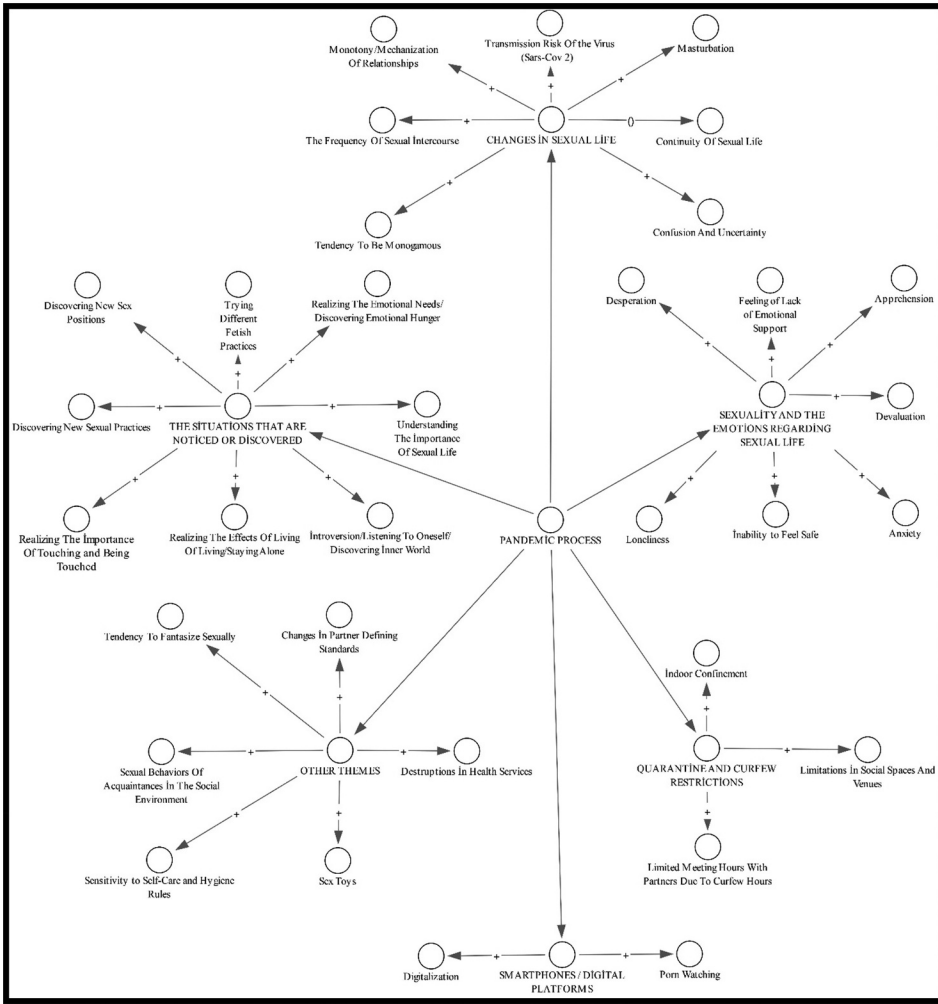 Monotony/Mechanization
Of Relationships
Transmission Risk Of the Virus
(Sars-Cov 2)
Masturbation
+
+
+
The Frequency Of Sexual Intercourse
+
CHANGES İN SEXUAL LİFE
()
Continuity Of Sexual Life
+
+
Tendency To Be Monogamous
Confusion And Uncertainty
Discovering New Sex
Positions
Trying
Different
Fetish
Practices
Realizing The Emotional Needs/
Discovering Emotional Hunger
+
+
+
Discovering New Sexual Practices
+
THE SİTUATIONS THAT ARE
NOTİCED OR DİSCOVERED
+
Understanding
The Importance
Of Sexual Life
+
+
+
Realizing The İmportance
Of Touching and Being
Touched
Realizing The Effects Of Living
Of Living/Staying Alone
İntroversion/Listening To Oneself/
Discovering Inner World
Desperation
Feeling of Lack
of Emotional
Support
Apprehension
+
+
+
SEXUALİTY AND THE
EMOTİONS REGARDİNG
SEXUAL LİFE
+
Devaluation
+
+
+
Loneliness
İnability to Feel Safe
Anxiety
PANDEMİC PROCESS
Tendency To Fantasize Sexually
Changes İn Partner Defining
Standards
+
+
Sexual Behaviors Of
Acquaintances İn The Social
Environment
+
OTHER THEMES
+
Destruptions İn Health Services
+
+
Sensitivity to Self-Care and Hygiene
Rules
Sex Toys
İndoor Confinement
+
QUARANTİNE AND CURFEW
RESTRİCTİONS
+
Limitations İn Social Spaces And
Venues
+
Limited Meeting Hours With
Partners Due To Curfew Hours
Digitalization
+
SMARTPHONES / DİGİTAL
PLATFORMS
+
Porn Watching